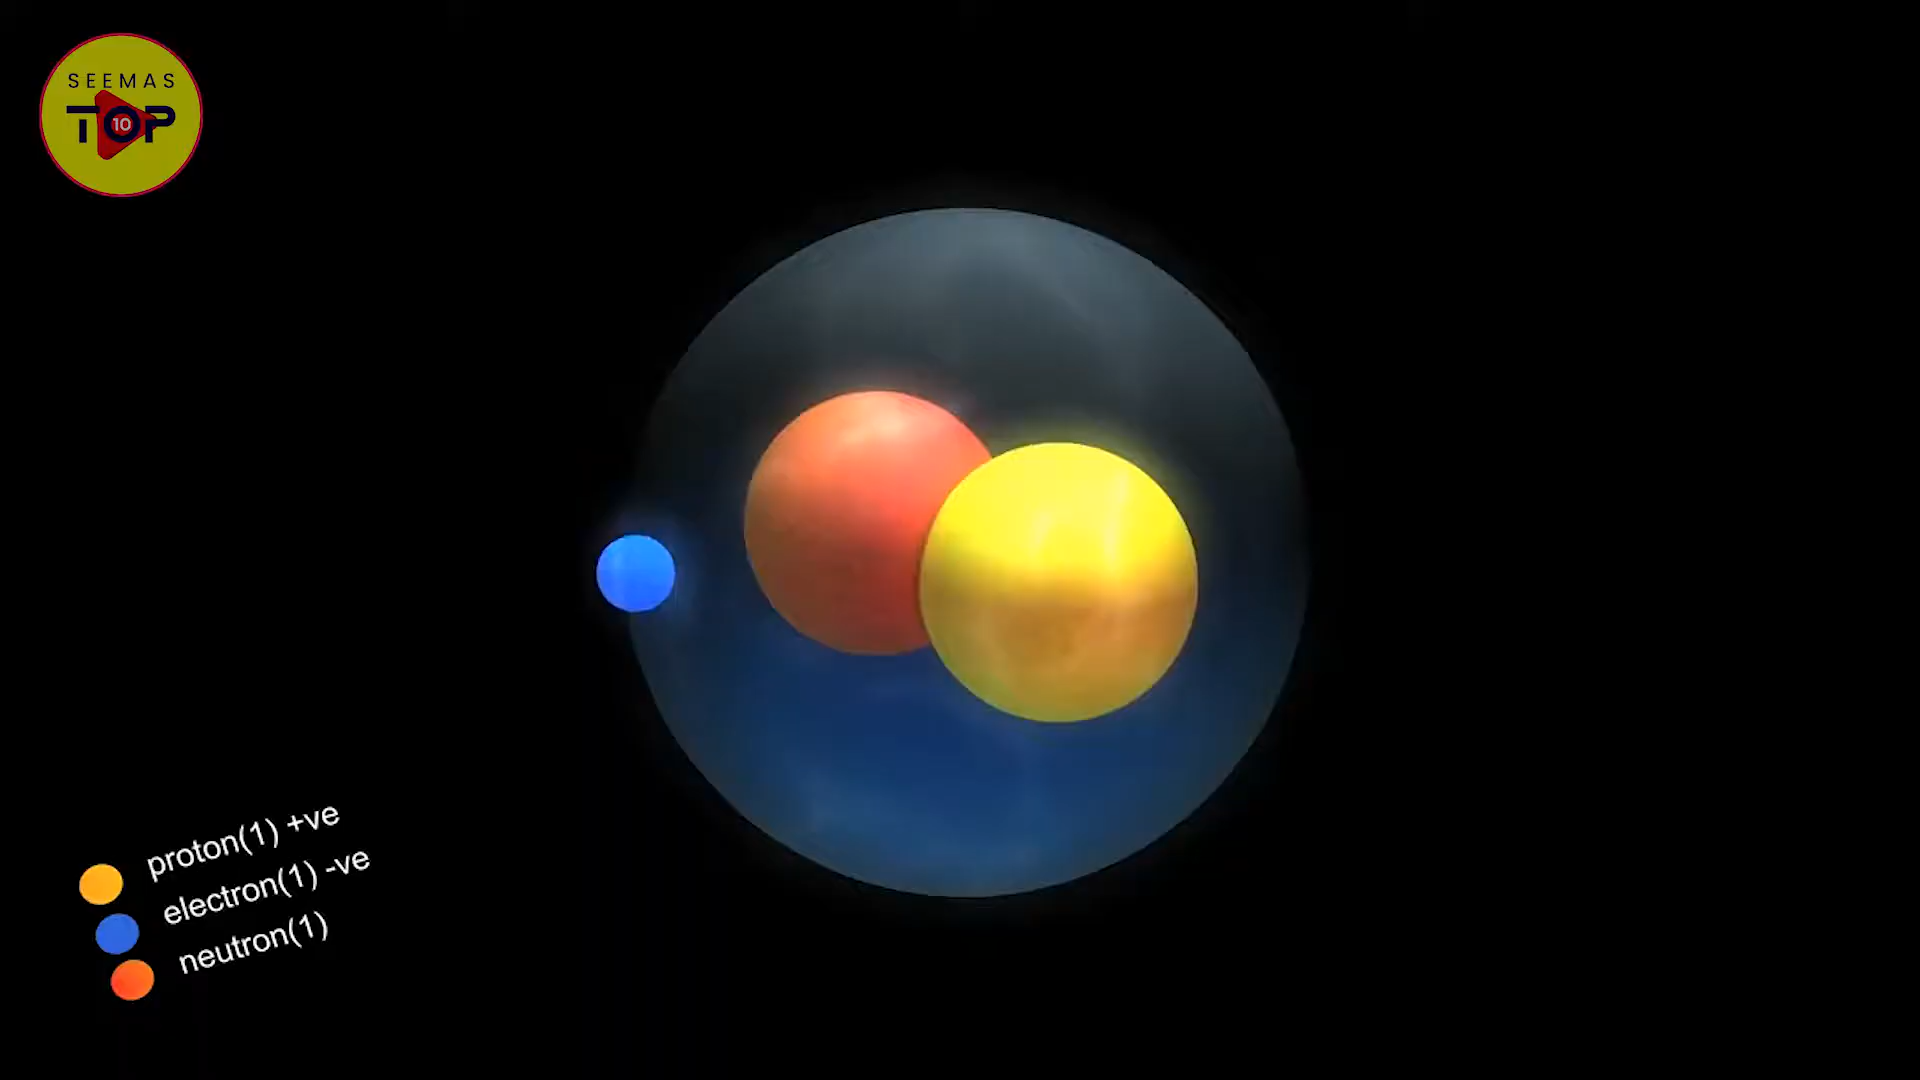 SEEMAS
TOP
10
proton(1) +ve
electron(1) -ve
neutron(1)